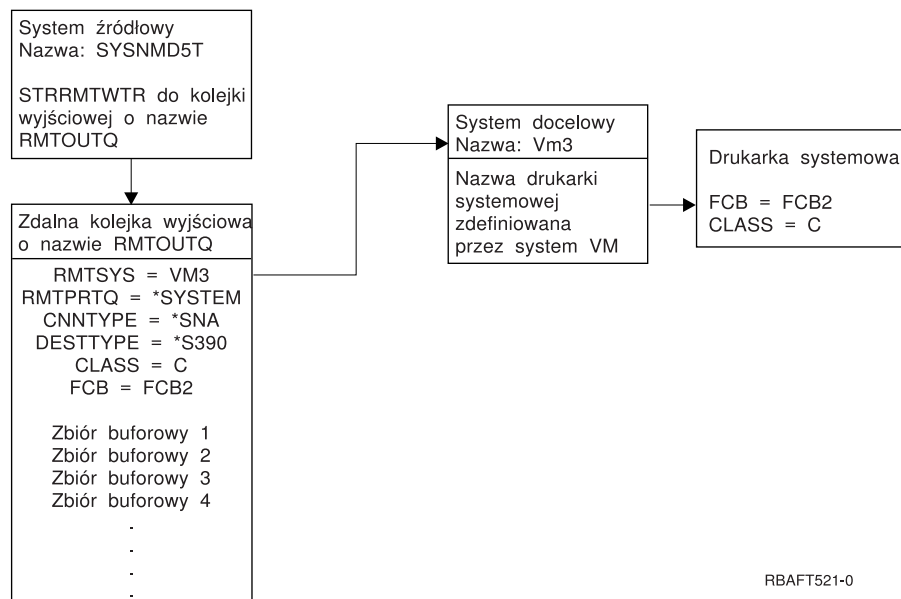 System źródłowy
Nazwa: SYSNMD5T
STRRMTWTR do kolejki
wyjściowej o nazwie
RMTOUTQ
Zdalna kolejka wyjściowa
o nazwie RMTOUTQ
RMTSYS = VM3
RMTPRTQ = *SYSTEM
CNNTYPE = *SNA
DESTTYPE = *S390
CLASS = C
FCB = FCB2
Zbiór buforowy 1
Zbiór buforowy 2
Zbiór buforowy 3
Zbiór buforowy 4
.
.
.
.
System docelowy
Nazwa: Vm3
Nazwa drukarki
systemowej
zdefiniowana
przez system VM
Drukarka systemowa
FCB = FCB2
CLASS = C
RBAFT521-0